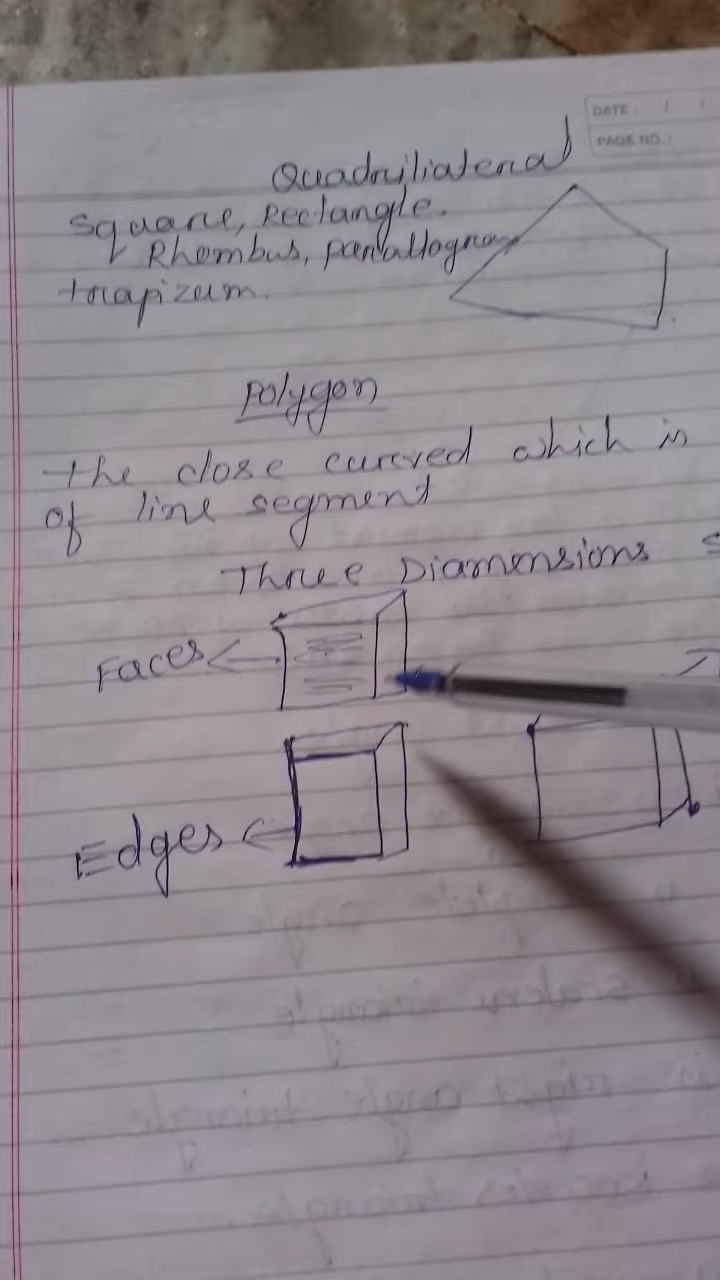 DATE: / /
PAGE NO.:
Quadriliateral
Square, Rectangle.
Rhombus, parallogram
trapizum.
Polygon
The close curved which is
of line segment
Three Diamensions S
Faces
Edges